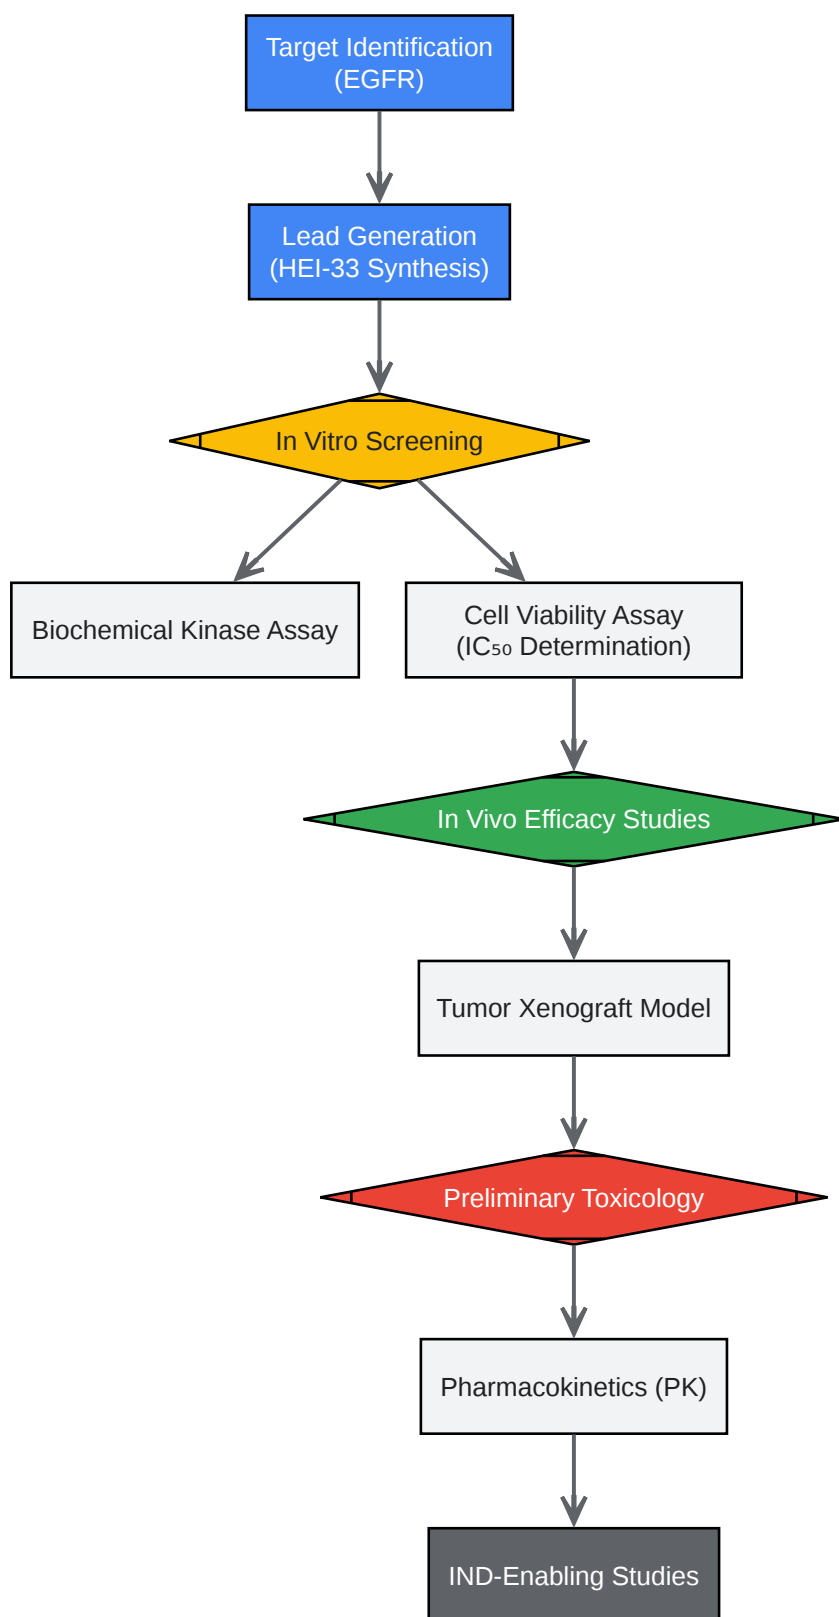 Target Identification
(EGFR)
Lead Generation
(HEI-33 Synthesis)
In Vitro Screening
Biochemical Kinase Assay
Cell Viability Assay
(IC₅₀ Determination)
In Vivo Efficacy Studies
Tumor Xenograft Model
Preliminary Toxicology
Pharmacokinetics (PK)
IND-Enabling Studies